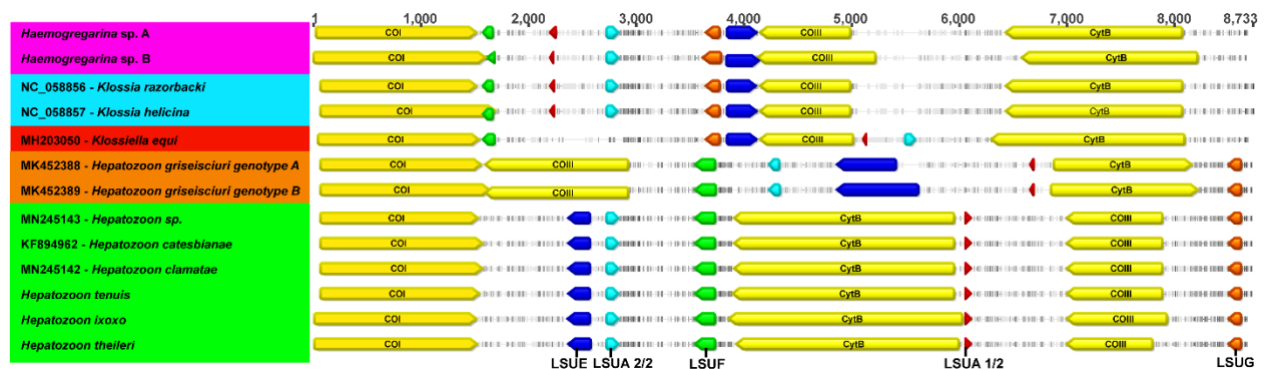 1 1,000 2,000 3,000 4,000 5,000 6,000 7,000 8,000 8,733
Haemogregarina sp. A COI COIII CytB
Haemogregarina sp. B COI COIII CytB
NC_058856 - Klossia razorbacki COI COIII CytB
NC_058857 - Klossia helicina COI COIII CytB
MH203050 - Klossiella equi COI COIII CytB
MK452388 - Hepatozoon griseisciuri genotype A COI COIII CytB
MK452389 - Hepatozoon griseisciuri genotype B COI COIII CytB
MN245143 - Hepatozoon sp. COI CytB COIII
KF894962 - Hepatozoon catesbianae COI CytB COIII
MN245142 - Hepatozoon clamatae COI CytB COIII
Hepatozoon tenuis COI CytB COIII
Hepatozoon ixoxo COI CytB COIII
Hepatozoon theileri COI CytB COIII
LSUE LSUA 2/2 LSUF LSUA 1/2 LSUG